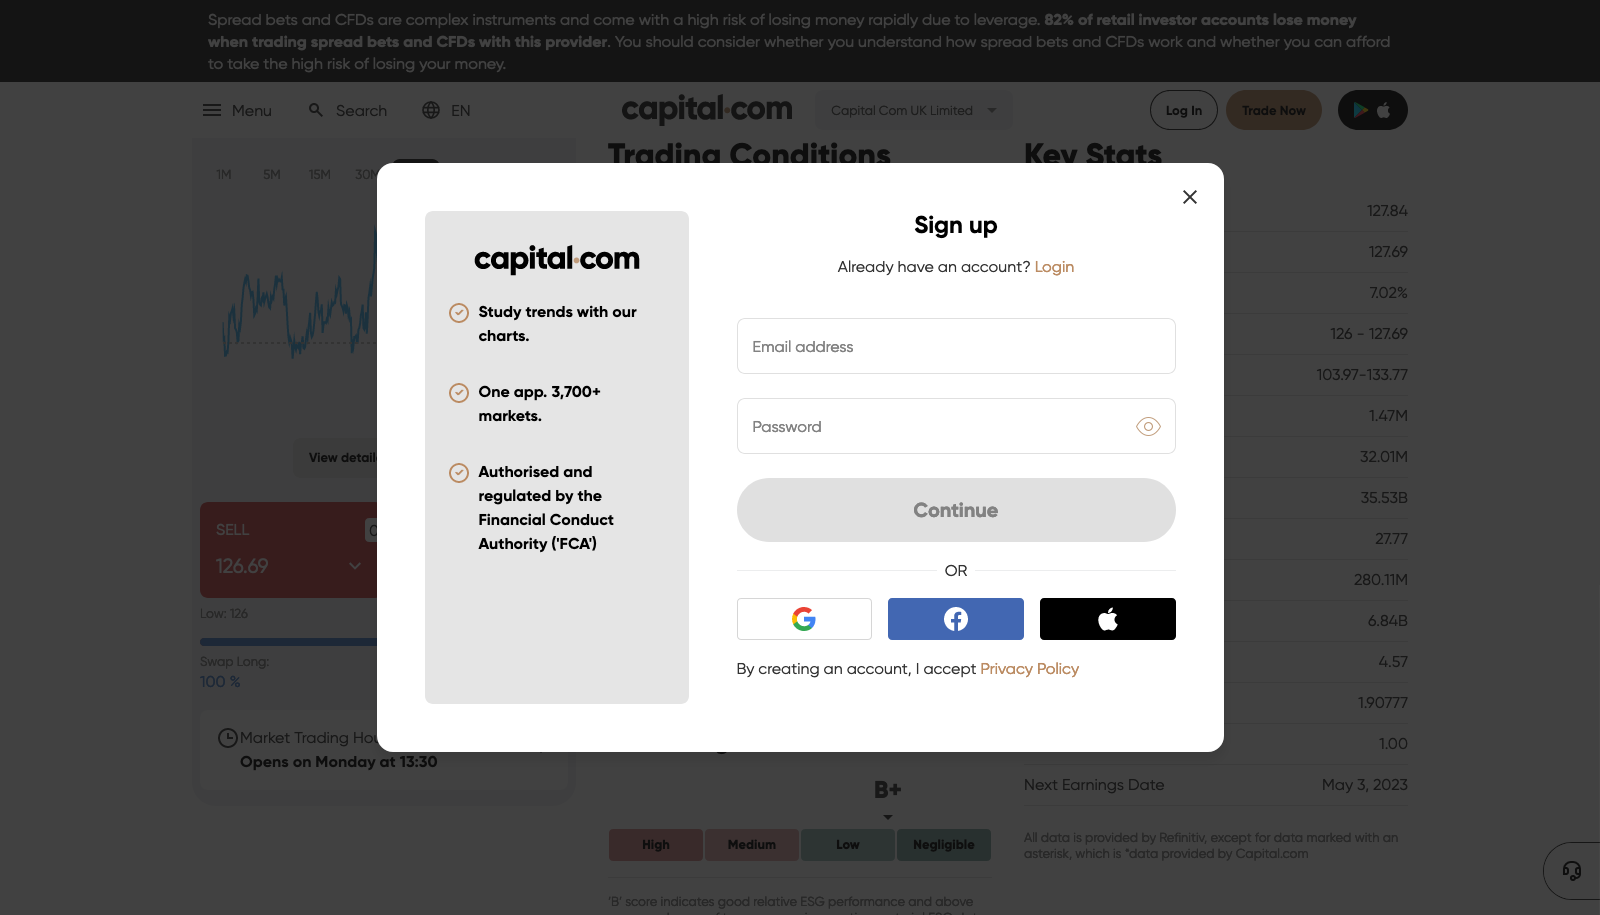 Spread bets and CFDs are complex instruments and come with a high risk of losing money rapidly due to leverage. 82% of retail investor accounts lose money
when trading spread bets and CFDs with this provider. You should consider whether you understand how spread bets and CFDs work and whether you can afford
to take the high risk of losing your money.
Menu
Search
EN
capital.com
Capital Com UK Limited
Log In
Trade Now
Trading Conditions
Key Stats
1M 5M 15M 30M
127.84
127.69
7.02%
126 - 127.69
103.97-133.77
1.47M
32.01M
35.53B
27.77
280.11M
6.84B
4.57
1.90777
1.00
Next Earnings Date May 3, 2023
View details
SELL
126.69
Low: 126
Swap Long:
100 %
Market Trading
Opens on Monday at 13:30
capital.com
Study trends with our
charts.
One app. 3,700+
markets.
Authorised and
regulated by the
Financial Conduct
Authority ('FCA')
Sign up
Already have an account? Login
Email address
Password
Continue
OR
By creating an account, I accept Privacy Policy
B+
High Medium Low Negligible
'B' score indicates good relative ESG performance and above
All data is provided by Refinitiv, except for data marked with an
asterisk, which is *data provided by Capital.com